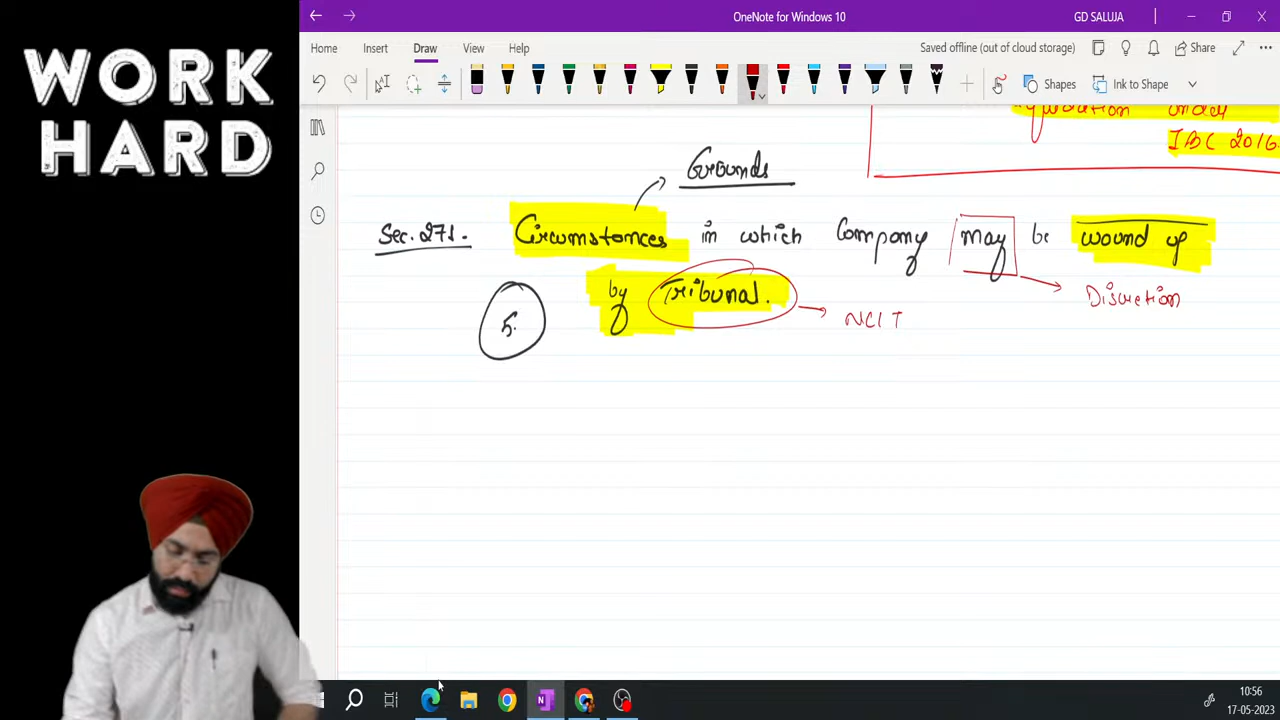 WORK
HARD
OneNote for Windows 10
GD SALUJA
Home Insert Draw View Help
Saved offline (out of cloud storage)
Share
Shapes
Ink to Shape
under
IBC 2016.
Grounds
Sec. 271. Circumstances in which Company may be wound up
by Tribunal.
Discretion
5.
NCLT
10:56
17-05-2023